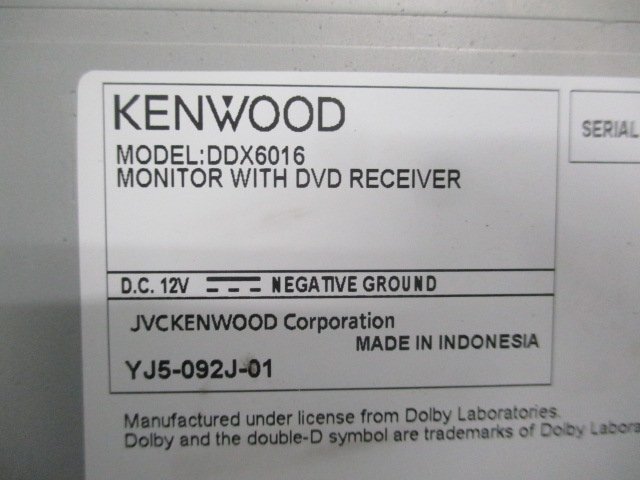 KENWOOD
SERIAL
MODEL:DDX6016
MONITOR WITH DVD RECEIVER
D.C. 12V NEGATIVE GROUND
JVCKENWOOD Corporation
MADE IN INDONESIA
YJ5-092J-01
Manufactured under license from Dolby Laboratories.
Dolby and the double-D symbol are trademarks of Dolby Labora